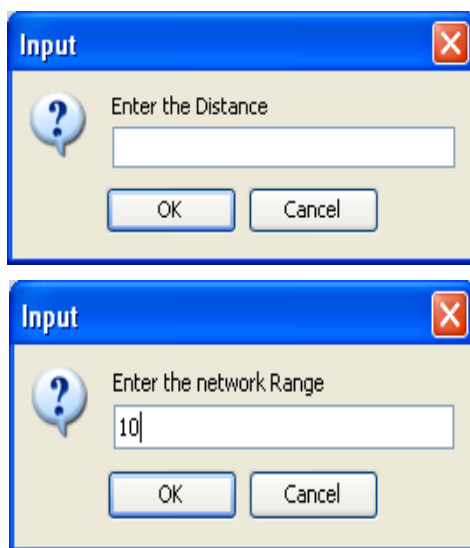 Input
Enter the Distance
OK Cancel
Input
Enter the network Range
10
OK Cancel